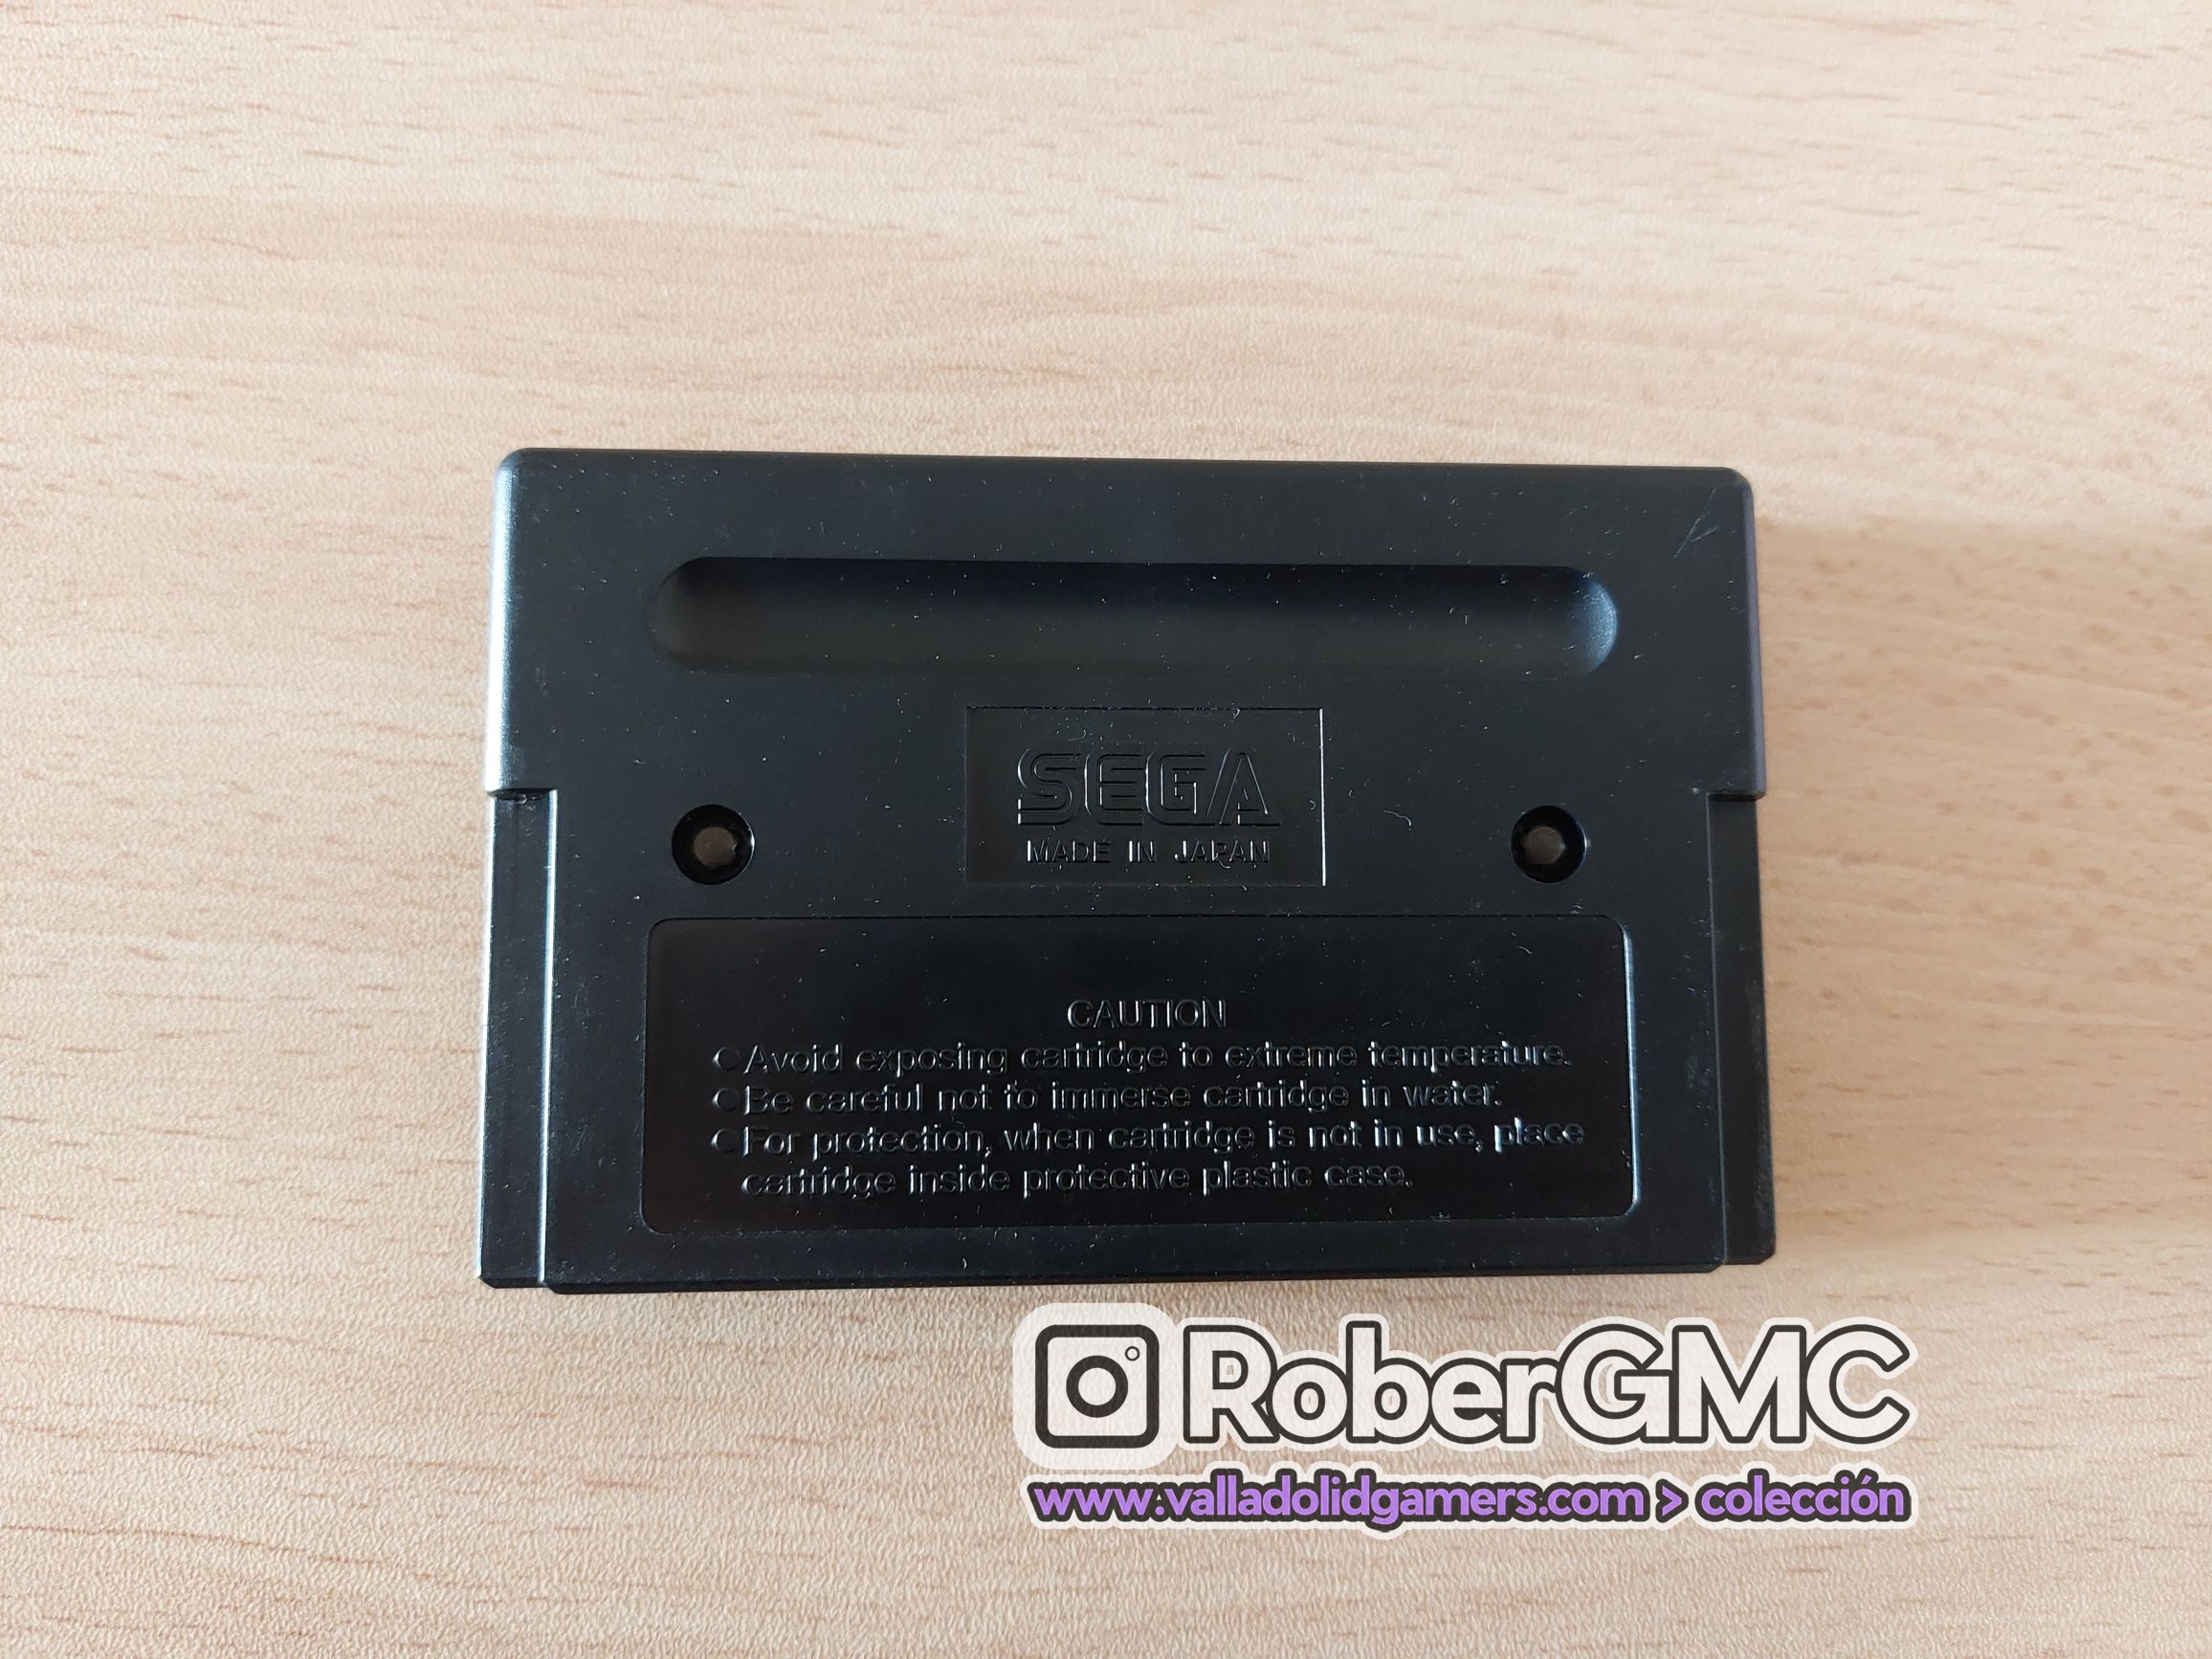 SEGA
MADE IN JAPAN
CAUTION
●Avoid exposing cartridge to extreme temperature.
●Be careful not to immerse cartridge in water.
●For protection, when cartridge is not in use, place
cartridge inside protective plastic case.
RoberGMC
www.valladolidgamers.com > colección